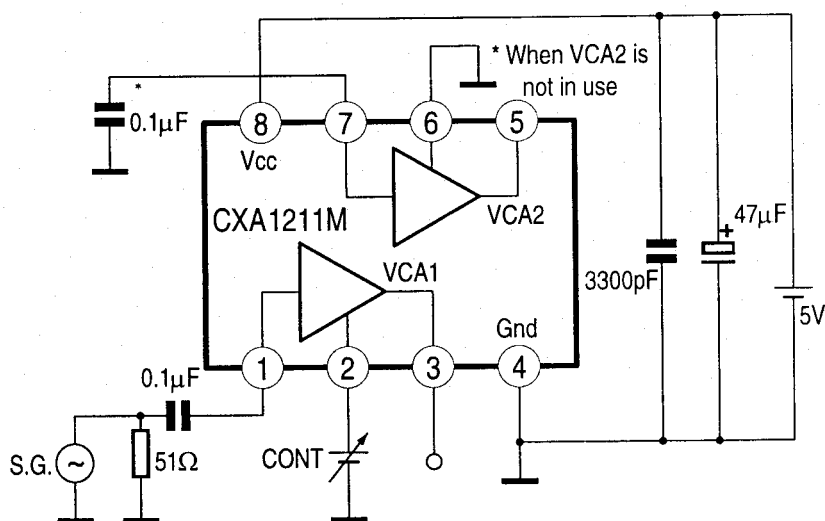 * When VCA2 is
not in use
*
0.1µF
8
7
6
5
Vcc
VCA2
CXA1211M
47µF
+
VCA1
3300pF
5V
Gnd
1
2
3
4
0.1µF
S.G.
~
51Ω
CONT